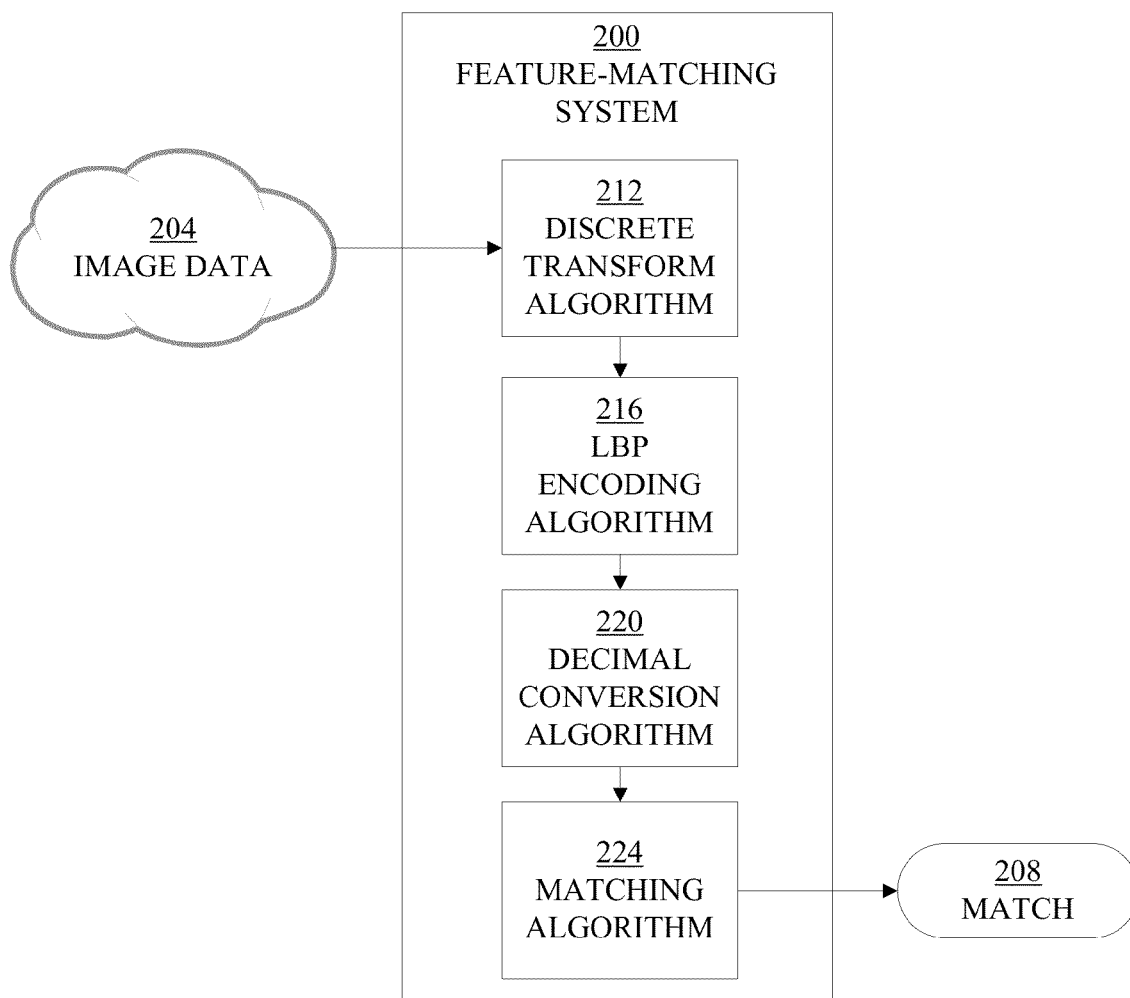 200
FEATURE-MATCHING
SYSTEM
204
IMAGE DATA
212
DISCRETE
TRANSFORM
ALGORITHM
216
LBP
ENCODING
ALGORITHM
220
DECIMAL
CONVERSION
ALGORITHM
224
MATCHING
ALGORITHM
208
MATCH